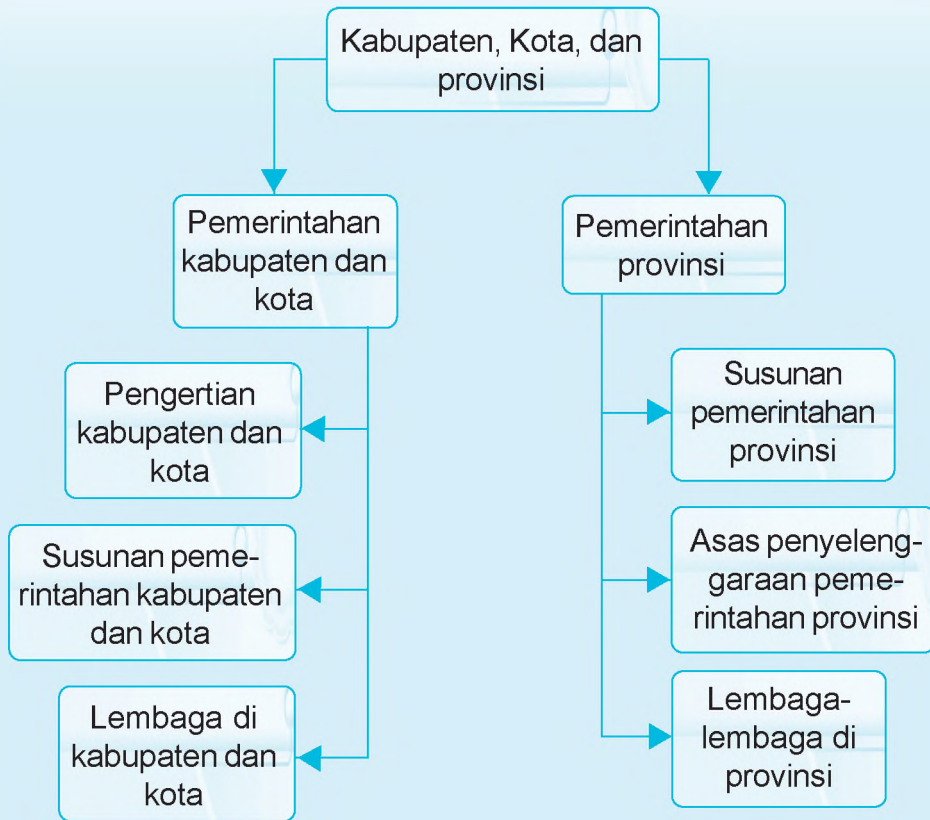 Kabupaten, Kota, dan
provinsi
Pemerintahan
kabupaten dan
kota
Pengertian
kabupaten dan
kota
Susunan peme-
rintahan kabupaten
dan kota
Lembaga di
kabupaten dan
kota
Pemerintahan
provinsi
Susunan
pemerintahan
provinsi
Asas penyeleng-
garaan peme-
rintahan provinsi
Lembaga-
lembaga di
provinsi